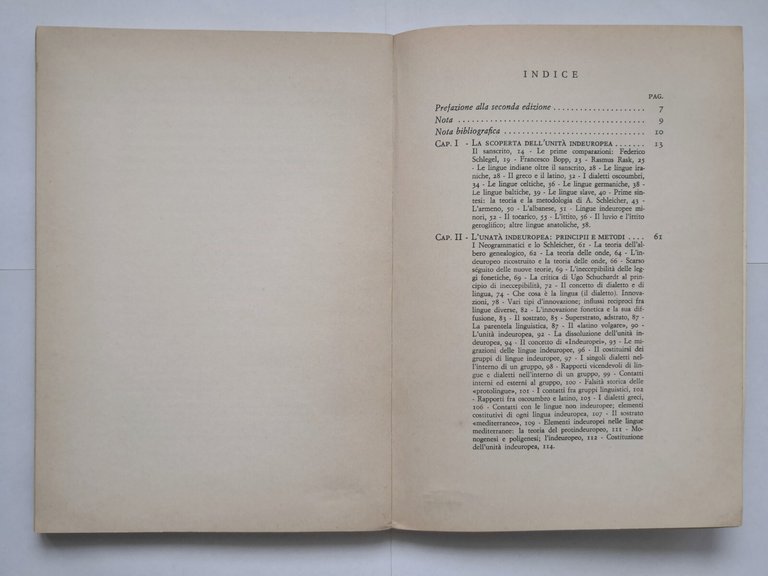 INDICE
PAG.
Prefazione alla seconda edizione ..................... 7
Nota ........................................... 9
Nota bibliografica ................................ 10
CAP. I - LA SCOPERTA DELL'UNITÀ INDEUROPEA ....... 13
Il sanscrito, 14 - Le prime comparazioni: Federico
Schlegel, 19 - Francesco Bopp, 23 - Rasmus Rask, 25
- Le lingue indiane oltre il sanscrito, 28 - Le lingue ira-
niche, 28 - Il greco e il latino, 32 - I dialetti oscoumbri,
34 - Le lingue celtiche, 36 - Le lingue germaniche, 38 -
Le lingue baltiche, 39 - Le lingue slave, 40 - Prime sin-
tesi: la teoria e la metodologia di A. Schleicher, 43 -
L'armeno, 50 - L'albanese, 51 - Lingue indeuropee mi-
nori, 52 - Il tocarico, 55 - L'ittito, 56 - Il luvio e l'ittito
geroglifico; altre lingue anatoliche, 58.
CAP. II - L'UNATÀ INDEUROPEA: PRINCIPII E METODI .... 61
I Neogrammatici e lo Schleicher, 61 - La teoria dell'al-
bero genealogico, 62 - La teoria delle onde, 64 - L'in-
deuropeo ricostruito e la teoria delle onde, 66 - Scarso
séguito delle nuove teorie, 69 - L'ineccepibilità delle leg-
gi fonetiche, 69 - La critica di Ugo Schuchardt al prin-
cipio di ineccepibilità, 72 - Il concetto di dialetto e di
lingua, 74 - Che cosa è la lingua (il dialetto). Innova-
zioni, 78 - Vari tipi d'innovazione; influssi reciproci fra
lingue diverse, 82 - L'innovazione fonetica e la sua dif-
fusione, 83 - Il sostrato, 85 - Superstrato, adstrato, 87 -
La parentela linguistica, 87 - Il «latino volgare», 90 -
L'unità indeuropea, 92 - La dissoluzione dell'unità in-
deuropea, 94 - Il concetto di «Indeuropei», 95 - Le mi-
grazioni delle lingue indeuropee, 96 - Il costituirsi dei
gruppi di lingue indeuropee, 97 - I singoli dialetti nel-
l'interno di un gruppo, 98 - Rapporti vicendevoli di lin-
gue e dialetti nell'interno di un gruppo, 99 - Contatti
interni ed esterni al gruppo, 100 - Falsità storica delle
«protolingue», 101 - I contatti fra gruppi linguistici, 102
- Rapporti fra oscoumbro e latino, 105 - I dialetti greci,
106 - Contatti con le lingue non indeuropee; elementi
costitutivi di ogni lingua indeuropea, 107 - Il sostrato
«mediterraneo», 109 - Elementi indeuropei nelle lingue
mediterranee: la teoria del protindeuropeo, 111 - Mo-
nogenesi e poligenesi; l'indeuropeo, 112 - Costituzione
dell'unità indeuropea, 114.